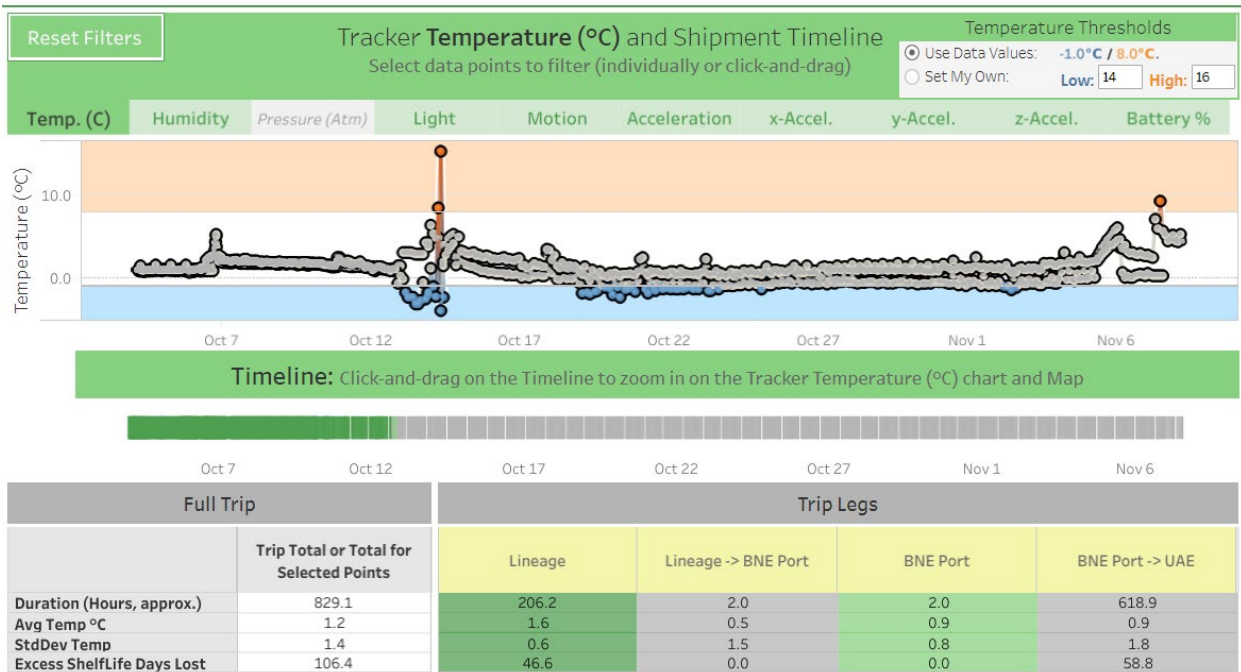 Reset Filters
Tracker Temperature (°C) and Shipment Timeline
Select data points to filter (individually or click-and-drag)
Temperature Thresholds
Use Data Values: -1.0°C / 8.0°C.
Set My Own: Low: 14 High: 16
Temp. (C) Humidity Pressure (Atm) Light Motion Acceleration x-Accel. y-Accel. z-Accel. Battery %
Temperature (°C)
10.0
0.0
Oct 7 Oct 12 Oct 17 Oct 22 Oct 27 Nov 1 Nov 6
Timeline: Click-and-drag on the Timeline to zoom in on the Tracker Temperature (°C) chart and Map
Oct 7 Oct 12 Oct 17 Oct 22 Oct 27 Nov 1 Nov 6
Full Trip Trip Legs
Trip Total or Total for
Selected Points
Lineage Lineage -> BNE Port BNE Port BNE Port -> UAE
Duration (Hours, approx.) 829.1 206.2 2.0 2.0 618.9
Avg Temp °C 1.2 1.6 0.5 0.9 0.9
StdDev Temp 1.4 0.6 1.5 0.8 1.8
Excess ShelfLife Days Lost 106.4 46.6 0.0 0.0 58.8